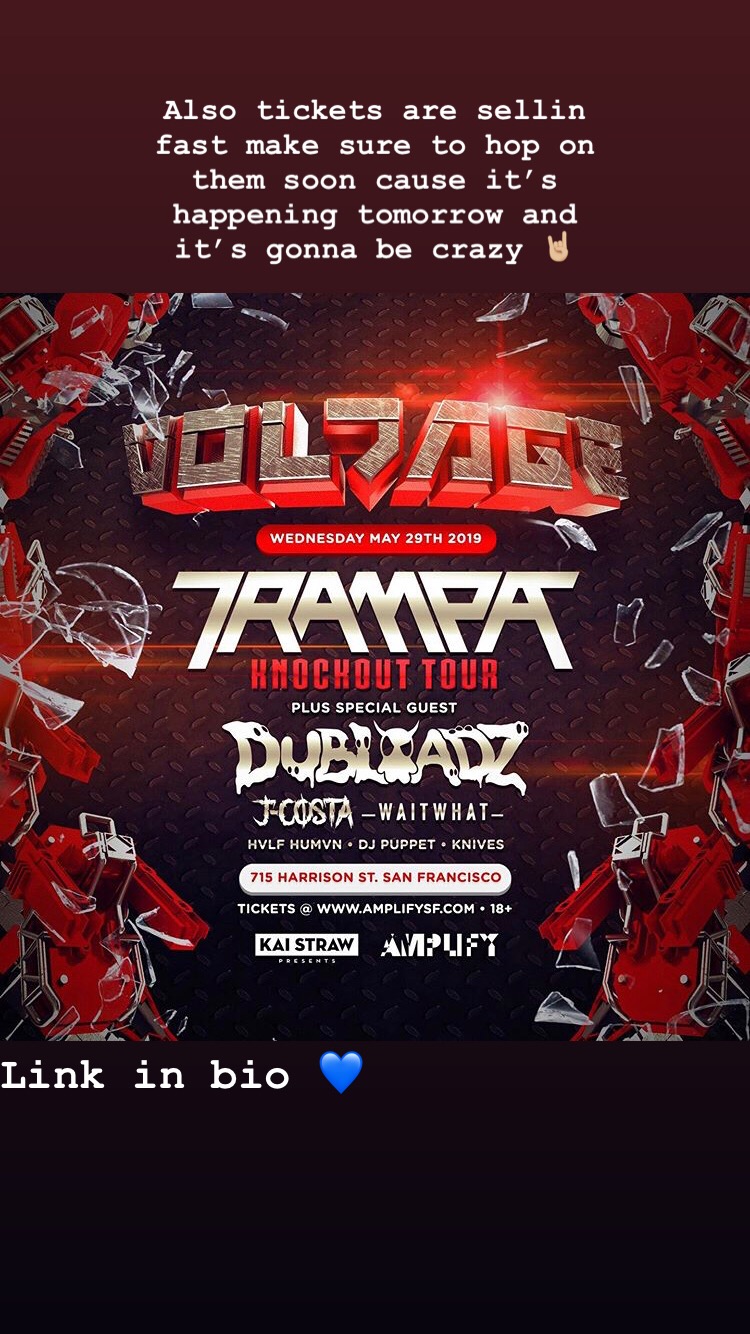 Also tickets are sellin
fast make sure to hop on
them soon cause it’s
happening tomorrow and
it’s gonna be crazy 🤘🏼
VOLTAGE
WEDNESDAY MAY 29TH 2019
TRAMPA
KNOCKOUT TOUR
PLUS SPECIAL GUEST
DUBLOADZ
J-COSTA —WAITWHAT—
HVLF HUMVN • DJ PUPPET • KNIVES
715 HARRISON ST. SAN FRANCISCO
TICKETS @ WWW.AMPLIFYSF.COM • 18+
KAI STRAW AMPLIFY
PRESENTS
Link in bio 💙